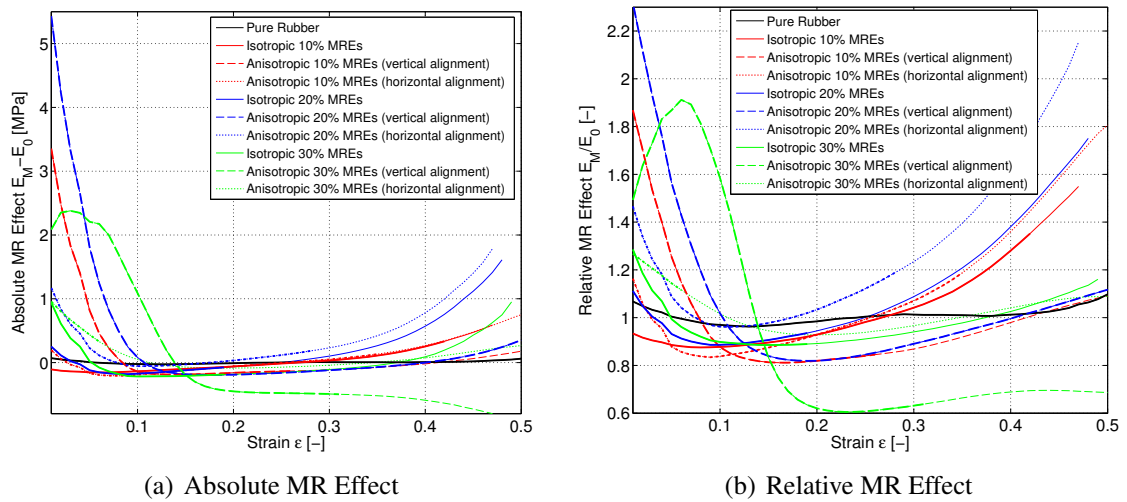 5
4
3
2
1
0
0.1
0.2
0.3
0.4
0.5
Strain ε [–]
Absolute MR Effect E_M–E_0 [MPa]
Pure Rubber
Isotropic 10% MREs
Anisotropic 10% MREs (vertical alignment)
Anisotropic 10% MREs (horizontal alignment)
Isotropic 20% MREs
Anisotropic 20% MREs (vertical alignment)
Anisotropic 20% MREs (horizontal alignment)
Isotropic 30% MREs
Anisotropic 30% MREs (vertical alignment)
Anisotropic 30% MREs (horizontal alignment)
(a) Absolute MR Effect
2.2
2
1.8
1.6
1.4
1.2
1
0.8
0.6
0.1
0.2
0.3
0.4
0.5
Strain ε [–]
Relative MR Effect E_M/E_0 [–]
Pure Rubber
Isotropic 10% MREs
Anisotropic 10% MREs (vertical alignment)
Anisotropic 10% MREs (horizontal alignment)
Isotropic 20% MREs
Anisotropic 20% MREs (vertical alignment)
Anisotropic 20% MREs (horizontal alignment)
Isotropic 30% MREs
Anisotropic 30% MREs (vertical alignment)
Anisotropic 30% MREs (horizontal alignment)
(b) Relative MR Effect